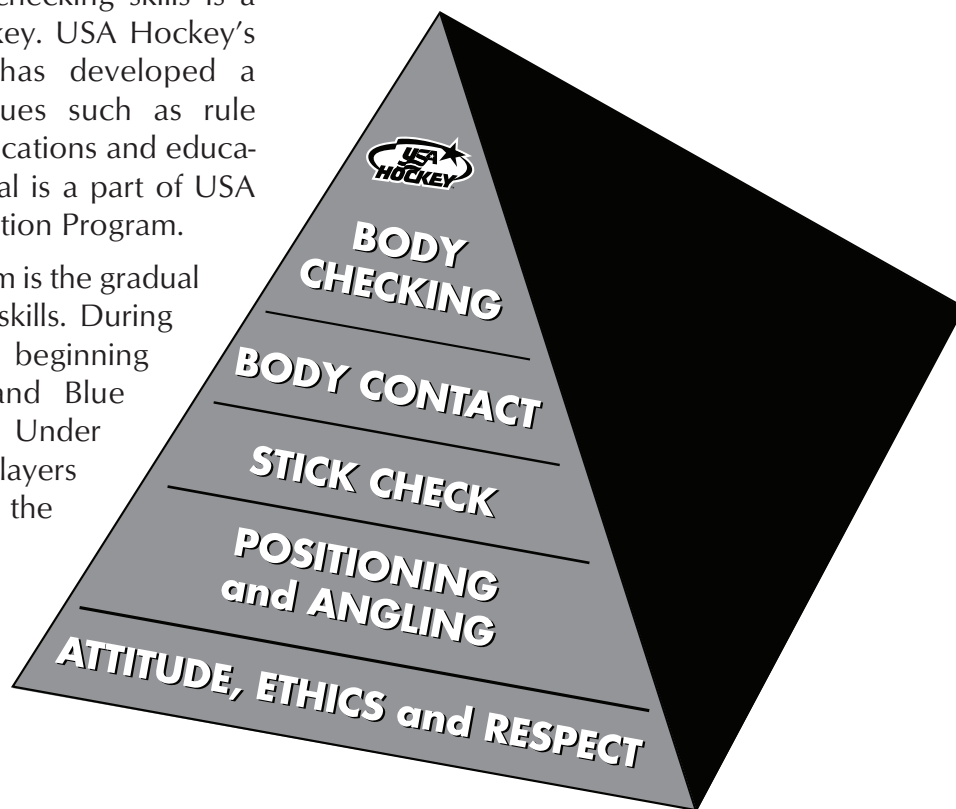 checking skills is a
key. USA Hockey's
has developed a
ues such as rule
ications and educa-
al is a part of USA
tion Program.
m is the gradual
skills. During
beginning
and Blue
Under
layers
the
USA
HOCKEY
BODY
CHECKING
BODY CONTACT
STICK CHECK
POSITIONING
and ANGLING
ATTITUDE, ETHICS and RESPECT